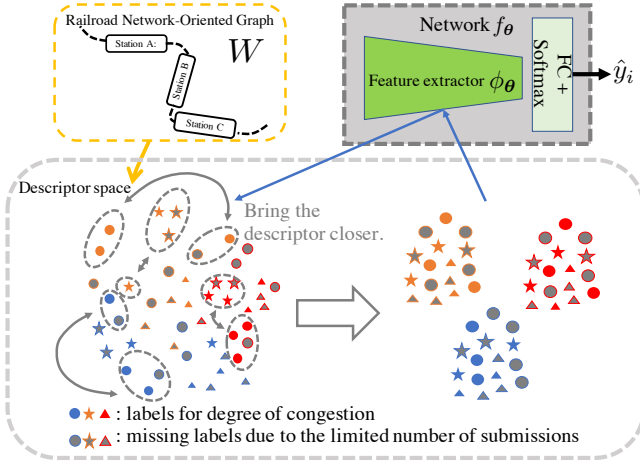 Railroad Network-Oriented Graph
Station A:
Station B
Station C
W
Network f_θ
Feature extractor ϕ_θ
FC +
Softmax
ŷ_i
Descriptor space
Bring the
descriptor closer.
: labels for degree of congestion
: missing labels due to the limited number of submissions